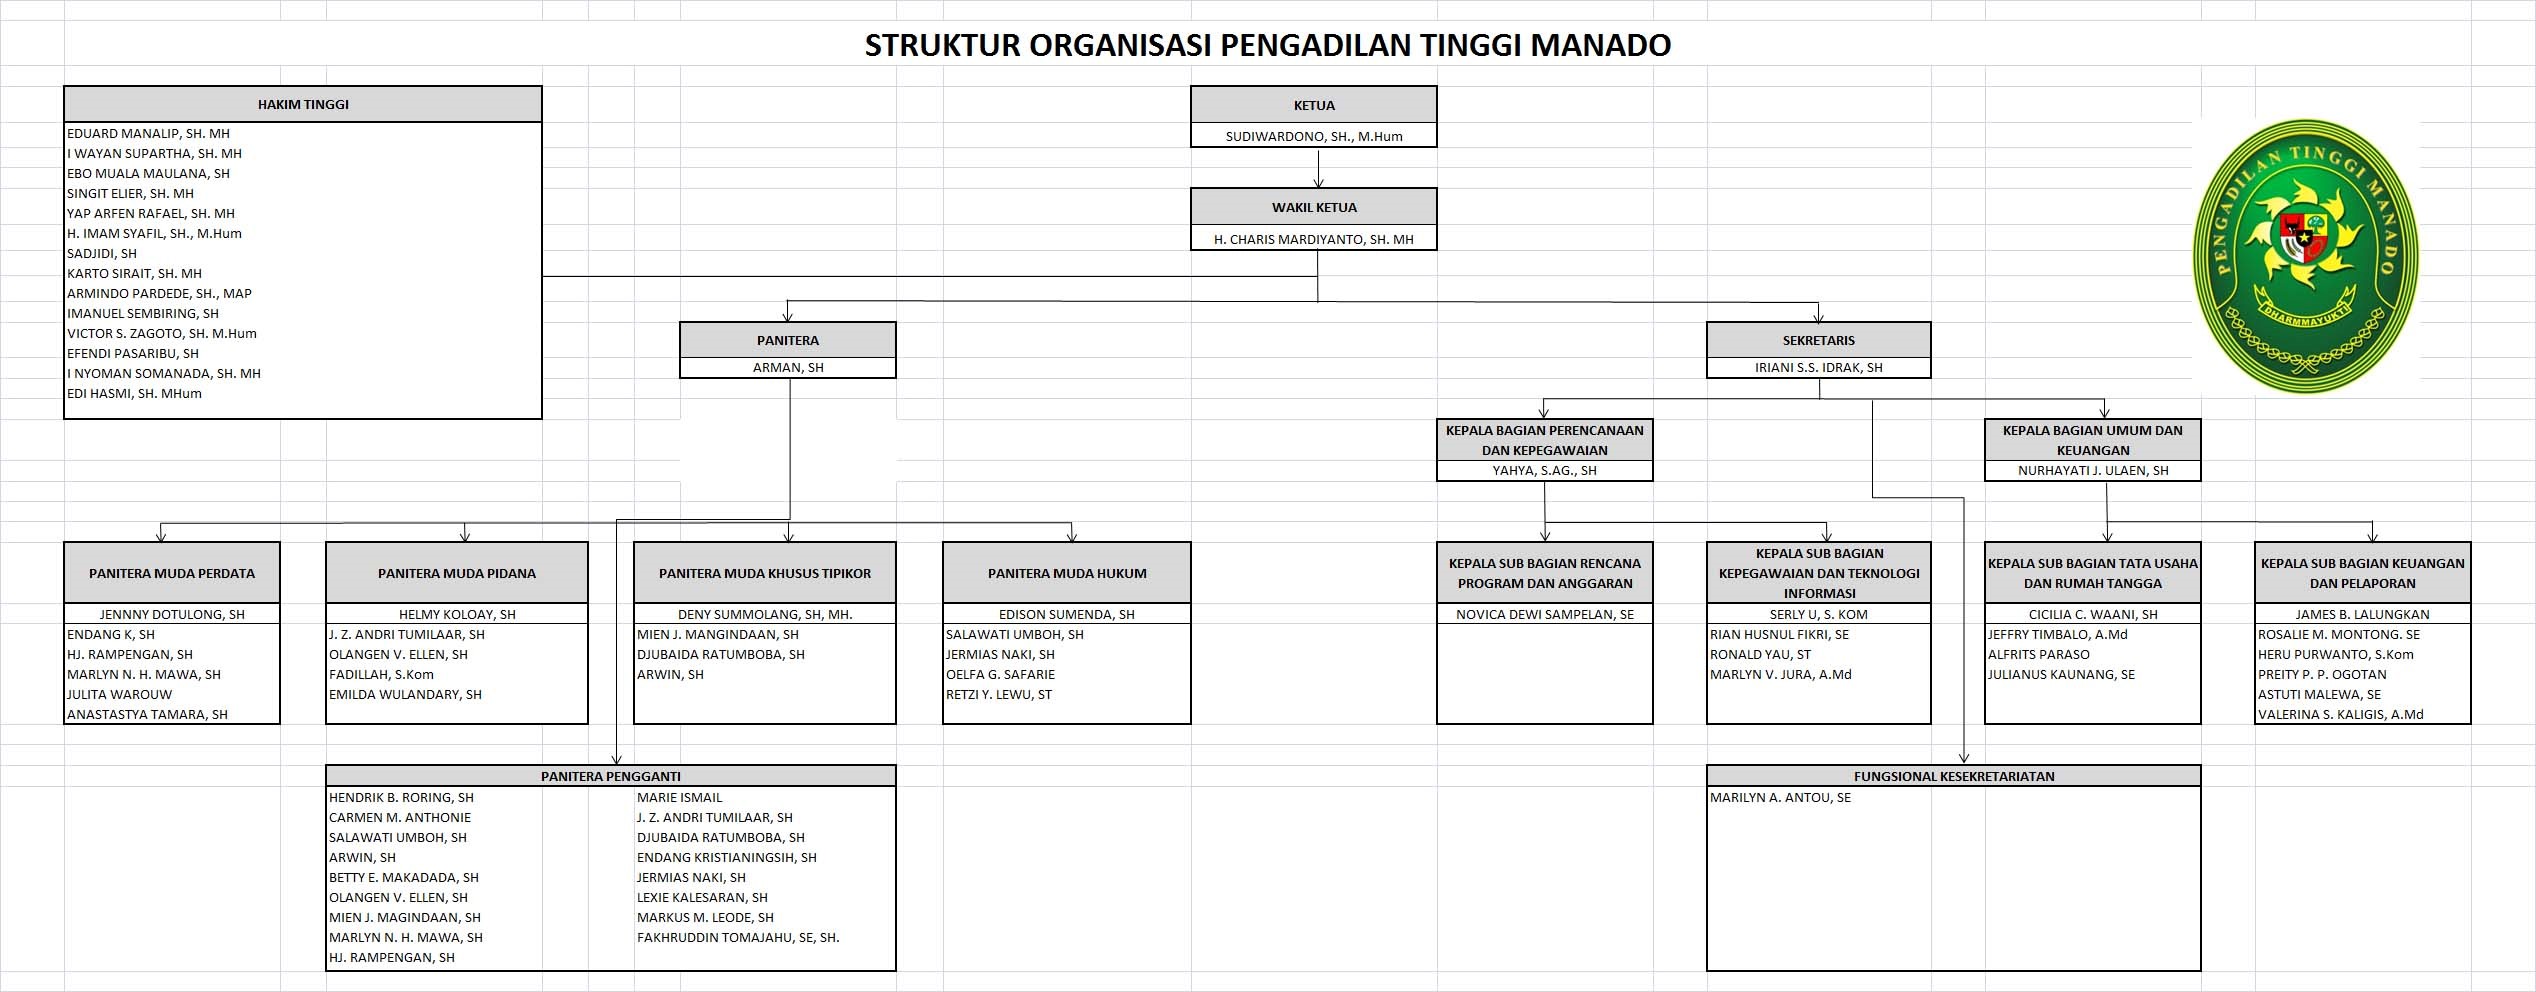 STRUKTUR ORGANISASI PENGADILAN TINGGI MANADO
HAKIM TINGGI
EDUARD MANALIP, SH. MH
I WAYAN SUPARTHA, SH. MH
EBO MUALA MAULANA, SH
SINGIT ELIER, SH. MH
YAP ARFEN RAFAEL, SH. MH
H. IMAM SYAFIL, SH., M.Hum
SADJIDI, SH
KARTO SIRAIT, SH. MH
ARMINDO PARDEDE, SH., MAP
IMANUEL SEMBIRING, SH
VICTOR S. ZAGOTO, SH. M.Hum
EFENDI PASARIBU, SH
I NYOMAN SOMANADA, SH. MH
EDI HASMI, SH. MHum
KETUA
SUDIWARDONO, SH., M.Hum
WAKIL KETUA
H. CHARIS MARDIYANTO, SH. MH
PENGADILAN TINGGI MANADO
DHARMMAYUKTI
PANITERA
ARMAN, SH
SEKRETARIS
IRIANI S.S. IDRAK, SH
KEPALA BAGIAN PERENCANAAN
DAN KEPEGAWAIAN
YAHYA, S.AG., SH
KEPALA BAGIAN UMUM DAN
KEUANGAN
NURHAYATI J. ULAEN, SH
PANITERA MUDA PERDATA
JENNNY DOTULONG, SH
ENDANG K, SH
HJ. RAMPENGAN, SH
MARLYN N. H. MAWA, SH
JULITA WAROUW
ANASTASTYA TAMARA, SH
PANITERA MUDA PIDANA
HELMY KOLOAY, SH
J. Z. ANDRI TUMILAAR, SH
OLANGEN V. ELLEN, SH
FADILLAH, S.Kom
EMILDA WULANDARY, SH
PANITERA MUDA KHUSUS TIPIKOR
DENY SUMMOLANG, SH, MH.
MIEN J. MANGINDAAN, SH
DJUBAIDA RATUMBOBA, SH
ARWIN, SH
PANITERA MUDA HUKUM
EDISON SUMENDA, SH
SALAWATI UMBOH, SH
JERMIAS NAKI, SH
OELFA G. SAFARIE
RETZI Y. LEWU, ST
KEPALA SUB BAGIAN RENCANA
PROGRAM DAN ANGGARAN
NOVICA DEWI SAMPELAN, SE
KEPALA SUB BAGIAN
KEPEGAWAIAN DAN TEKNOLOGI
INFORMASI
SERLY U, S. KOM
RIAN HUSNUL FIKRI, SE
RONALD YAU, ST
MARLYN V. JURA, A.Md
KEPALA SUB BAGIAN TATA USAHA
DAN RUMAH TANGGA
CICILIA C. WAANI, SH
JEFFRY TIMBALO, A.Md
ALFRITS PARASO
JULIANUS KAUNANG, SE
KEPALA SUB BAGIAN KEUANGAN
DAN PELAPORAN
JAMES B. LALUNGKAN
ROSALIE M. MONTONG. SE
HERU PURWANTO, S.Kom
PREITY P. P. OGOTAN
ASTUTI MALEWA, SE
VALERINA S. KALIGIS, A.Md
PANITERA PENGGANTI
HENDRIK B. RORING, SH
CARMEN M. ANTHONIE
SALAWATI UMBOH, SH
ARWIN, SH
BETTY E. MAKADADA, SH
OLANGEN V. ELLEN, SH
MIEN J. MAGINDAAN, SH
MARLYN N. H. MAWA, SH
HJ. RAMPENGAN, SH
MARIE ISMAIL
J. Z. ANDRI TUMILAAR, SH
DJUBAIDA RATUMBOBA, SH
ENDANG KRISTIANINGSIH, SH
JERMIAS NAKI, SH
LEXIE KALESARAN, SH
MARKUS M. LEODE, SH
FAKHRUDDIN TOMAJAHU, SE, SH.
FUNGSIONAL KESEKRETARIATAN
MARILYN A. ANTOU, SE